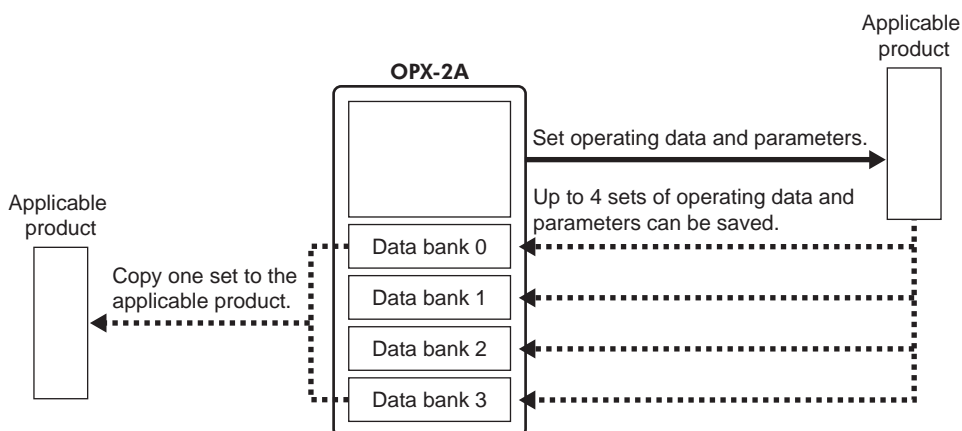 Applicable
product
OPX-2A
Set operating data and parameters.
Up to 4 sets of operating data and
parameters can be saved.
Applicable
product
Copy one set to the
applicable product.
Data bank 0
Data bank 1
Data bank 2
Data bank 3